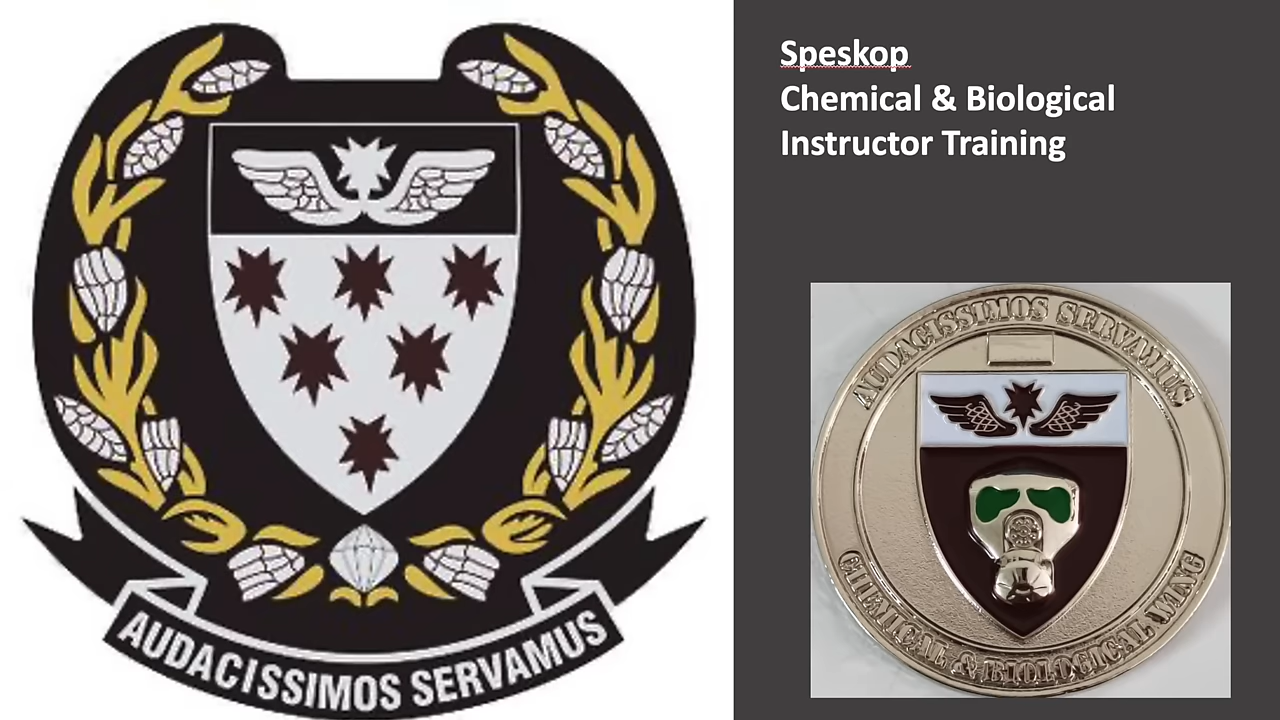 Speskop
Chemical & Biological
Instructor Training
AUDACISSIMOS SERVAMUS
AUDACISSIMOS SERVAMUS
CHEMICAL & BIOLOGICAL WING